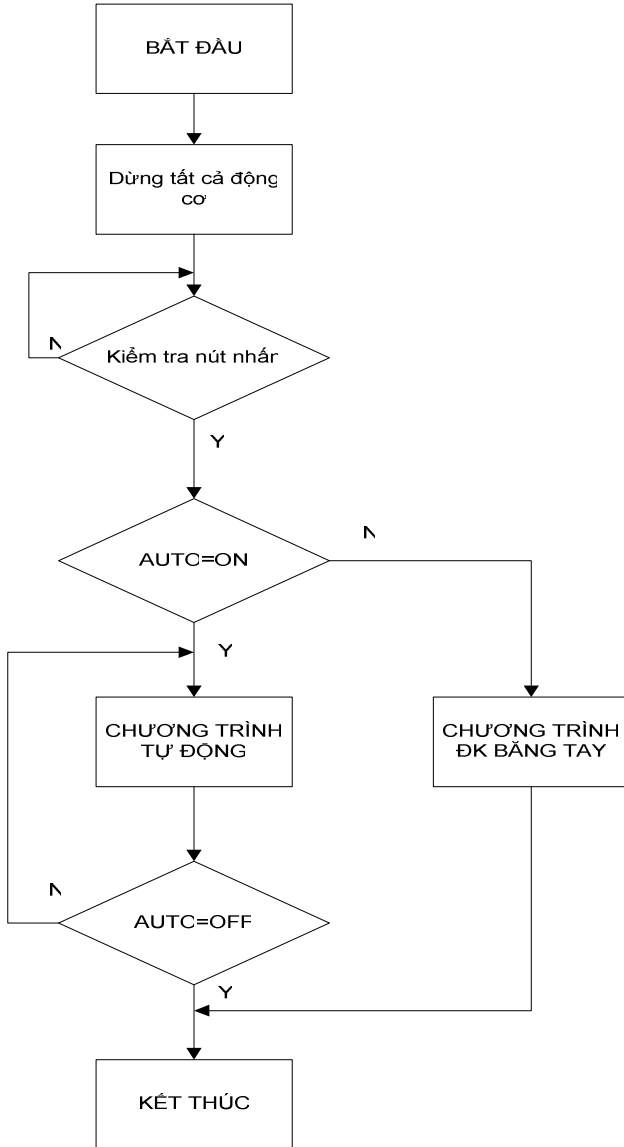 BẮT ĐẦU
Dừng tất cả động
cơ
N
Kiểm tra nút nhấn
Y
N
AUTO=ON
Y
CHƯƠNG TRÌNH
TỰ ĐỘNG
CHƯƠNG TRÌNH
ĐK BĂNG TAY
N
AUTO=OFF
Y
KẾT THÚC